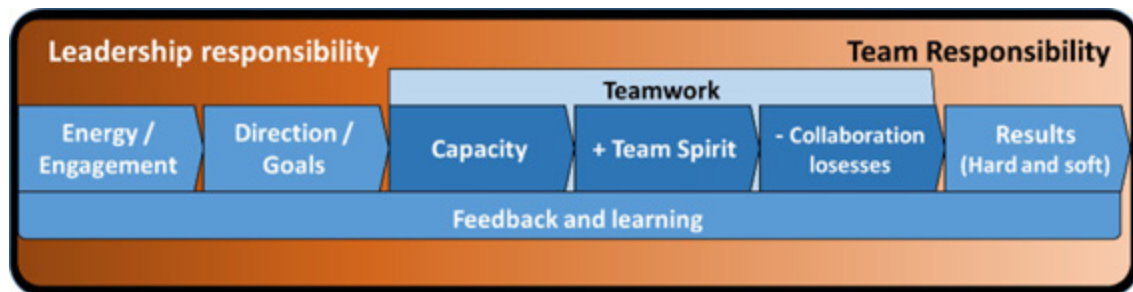 Leadership responsibility
Team Responsibility
Teamwork
Energy /
Engagement
Direction /
Goals
Capacity
+ Team Spirit
- Collaboration
losesses
Results
(Hard and soft)
Feedback and learning